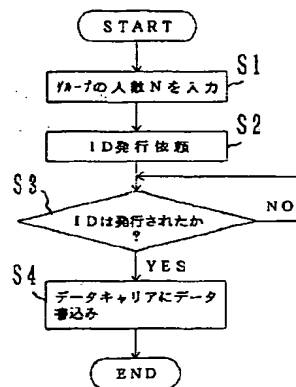 START
S1
グループの人数Nを入力
S2
ID発行依頼
S3
IDは発行されたか
?
NO
YES
S4
データキャリアにデータ
書込み
END